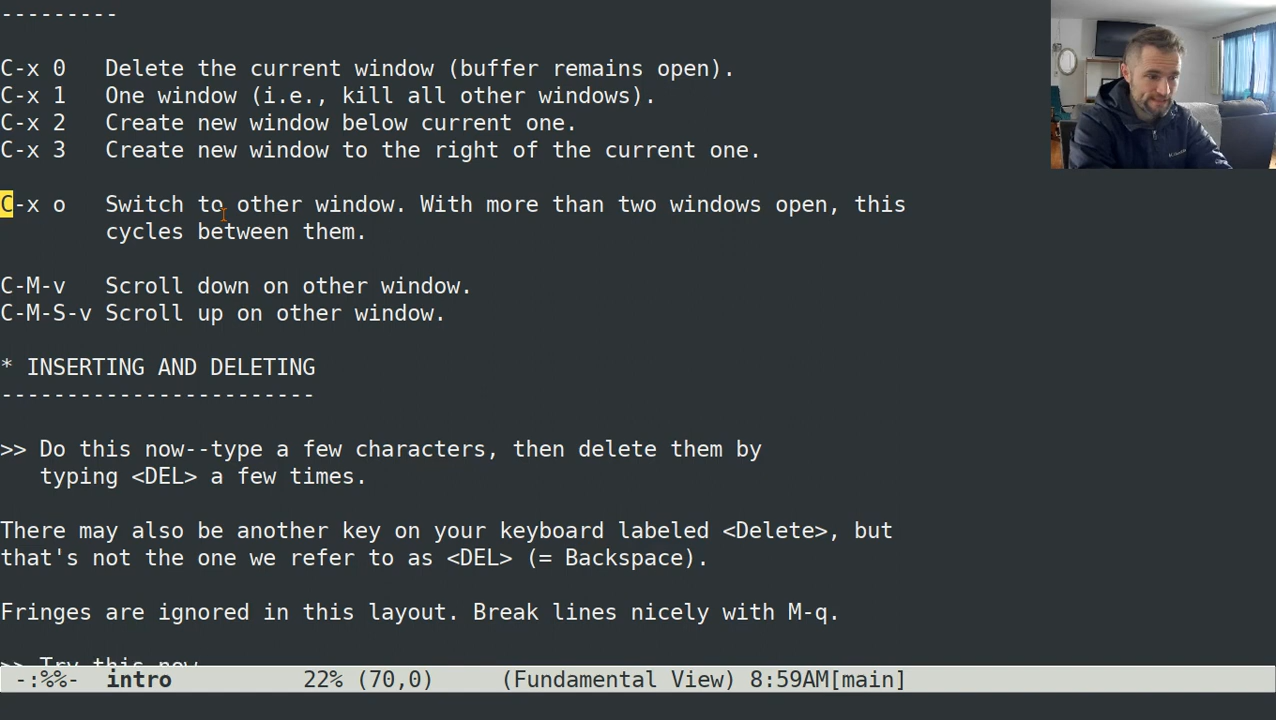 ---------
C-x 0   Delete the current window (buffer remains open).
C-x 1   One window (i.e., kill all other windows).
C-x 2   Create new window below current one.
C-x 3   Create new window to the right of the current one.
C-x o   Switch to other window. With more than two windows open, this
        cycles between them.
C-M-v   Scroll down on other window.
C-M-S-v Scroll up on other window.
* INSERTING AND DELETING
------------------------
>> Do this now--type a few characters, then delete them by
   typing <DEL> a few times.
There may also be another key on your keyboard labeled <Delete>, but
that's not the one we refer to as <DEL> (= Backspace).
Fringes are ignored in this layout. Break lines nicely with M-q.
>> Try this now
-:%%-  intro          22% (70,0)     (Fundamental View) 8:59AM[main]